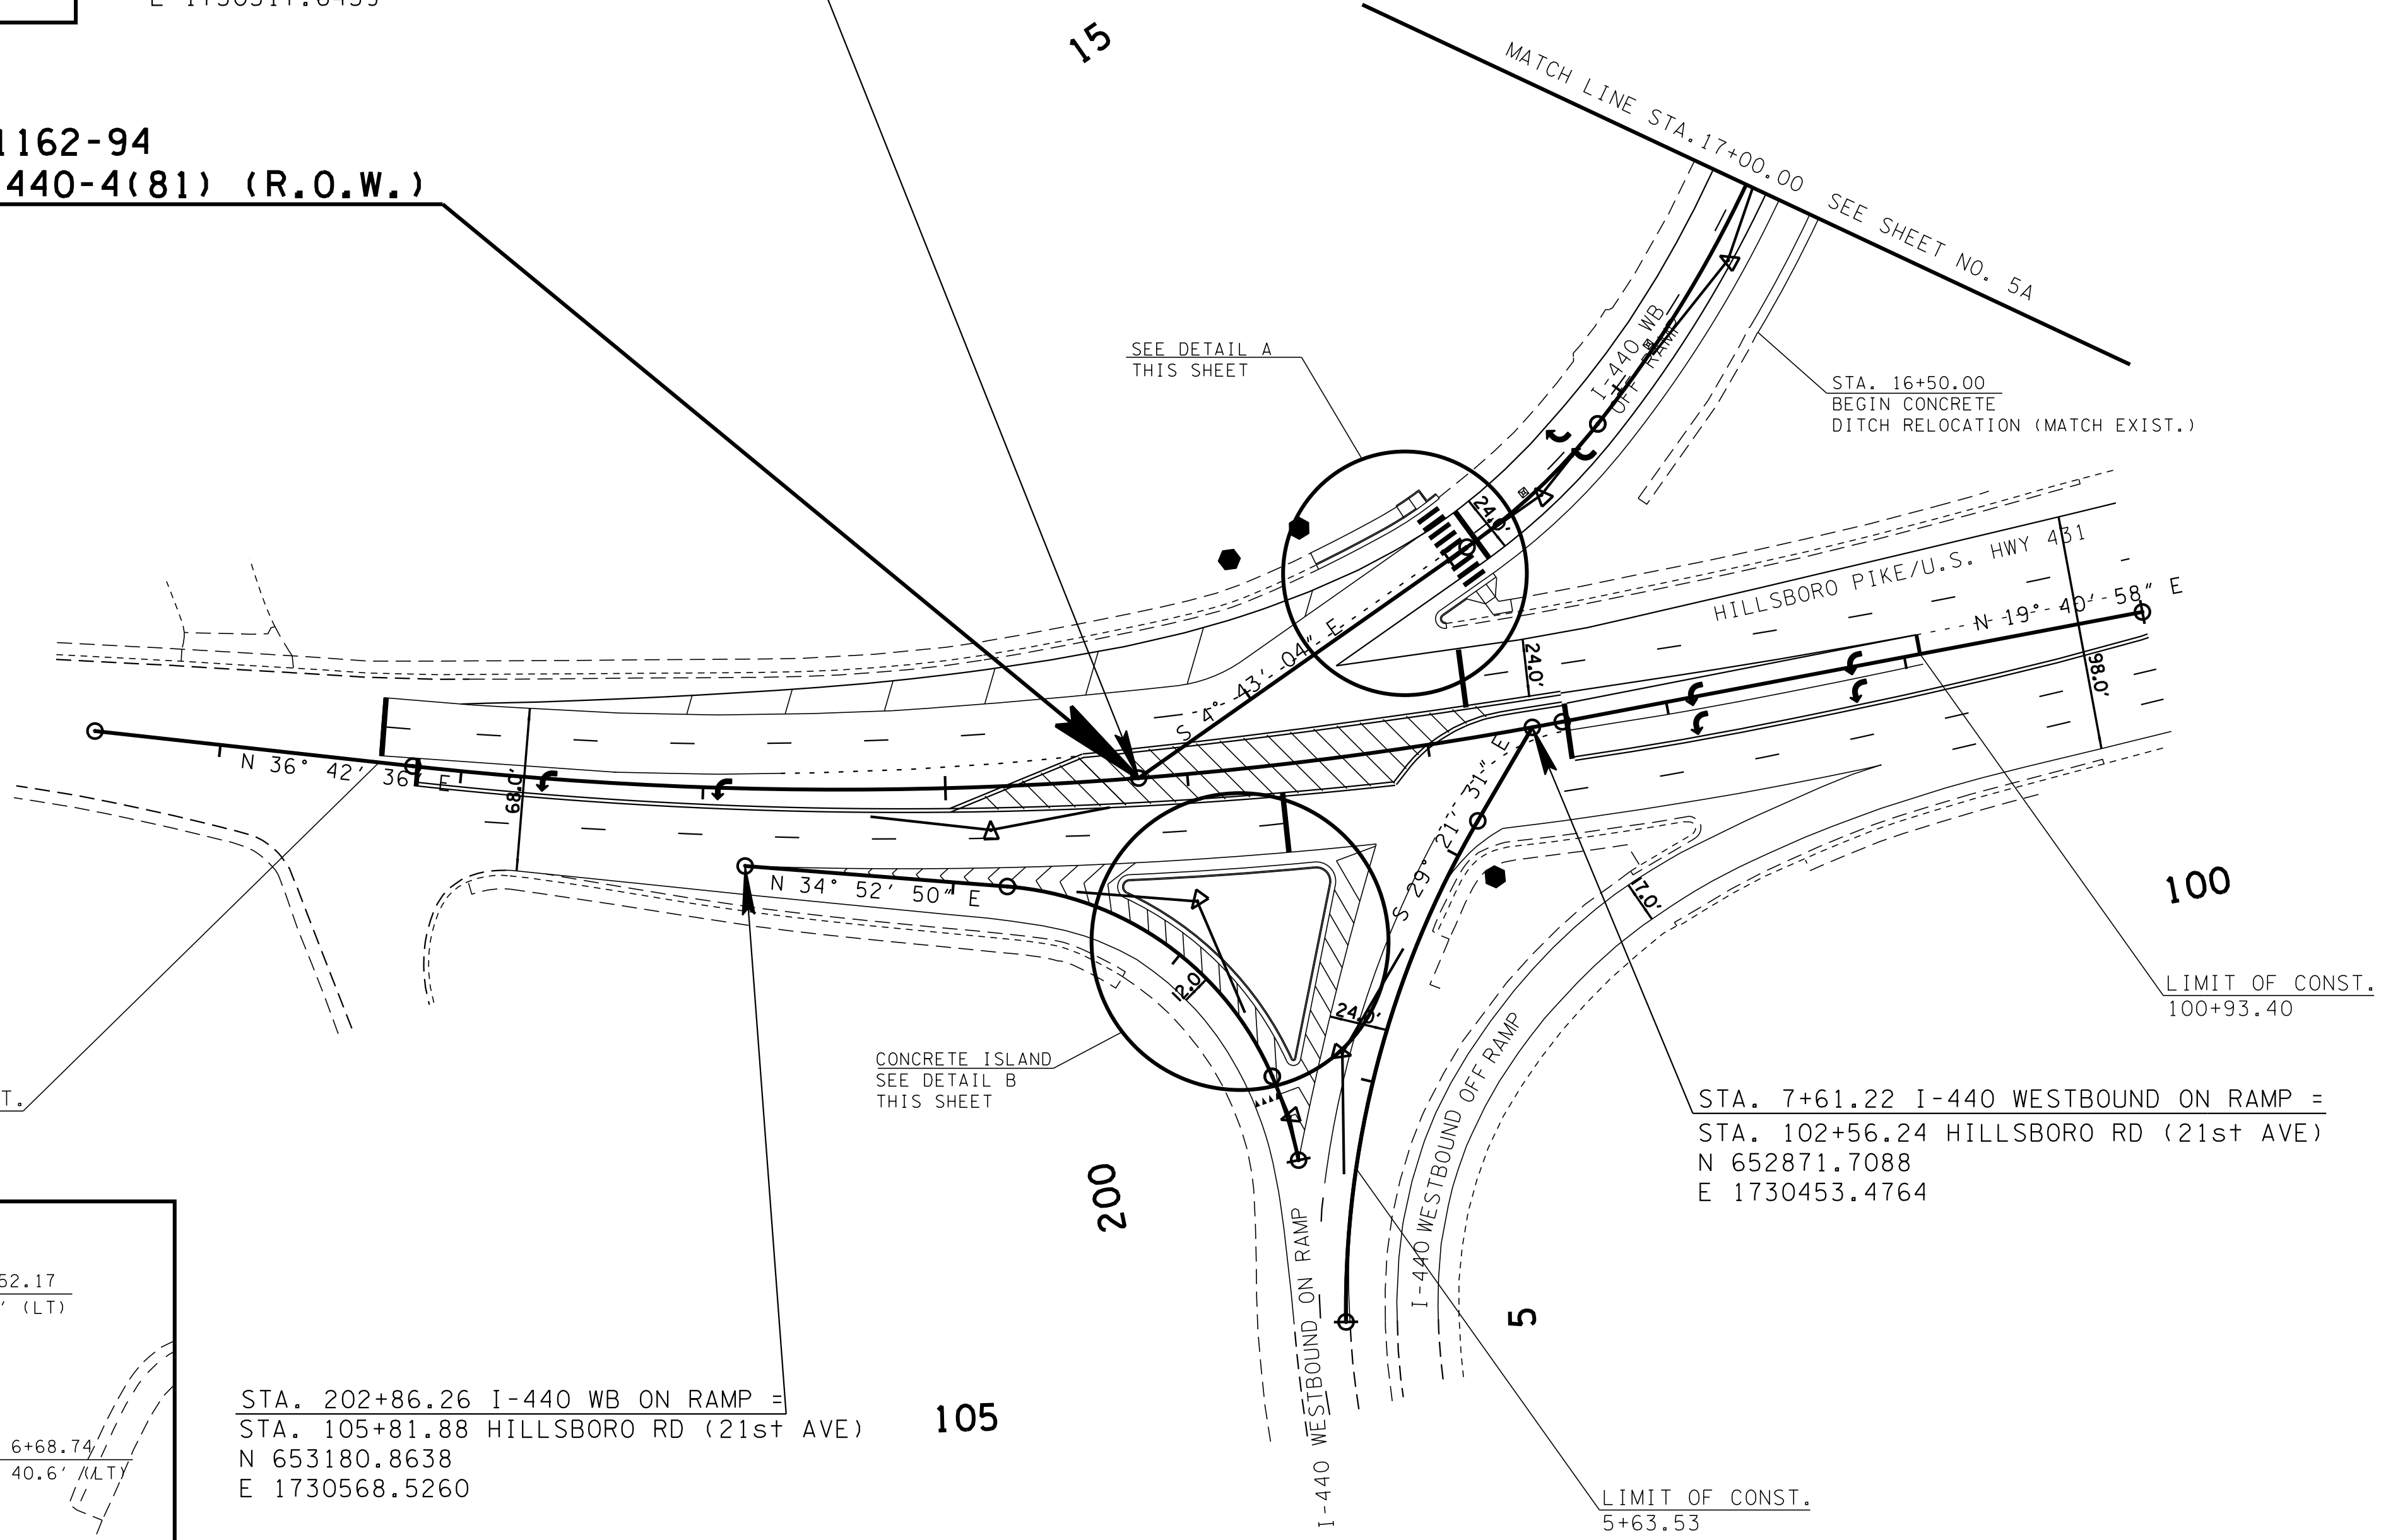 15
MATCH LINE STA.17+00.00 SEE SHEET NO. 5A
1162-94
440-4(81) (R.O.W.)
SEE DETAIL A
THIS SHEET
I-440 WB
OFF RAMP
STA. 16+50.00
BEGIN CONCRETE
DITCH RELOCATION (MATCH EXIST.)
24.0'
HILLSBORO PIKE/U.S. HWY 431
N 19° 40' 58" E
S 4° 43' 04" E
24.0'
98.0'
N 36° 42' 36" E
68.0'
S 29° 21' 31" E
N 34° 52' 50" E
17.0'
100
12.0'
24.0'
LIMIT OF CONST.
100+93.40
CONCRETE ISLAND
SEE DETAIL B
THIS SHEET
T.
I-440 WESTBOUND OFF RAMP
STA. 7+61.22 I-440 WESTBOUND ON RAMP =
STA. 102+56.24 HILLSBORO RD (21st AVE)
N 652871.7088
E 1730453.4764
200
I-440 WESTBOUND ON RAMP
5
52.17
' (LT)
STA. 202+86.26 I-440 WB ON RAMP =
STA. 105+81.88 HILLSBORO RD (21st AVE)
N 653180.8638
E 1730568.5260
105
6+68.74
40.6' (LT)
LIMIT OF CONST.
5+63.53